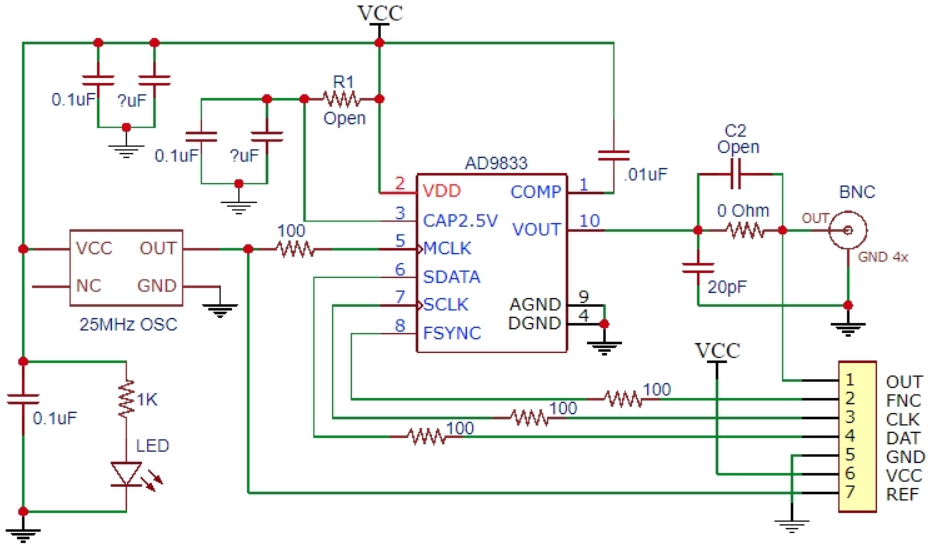 VCC
R1
Open
0.1uF
?uF
0.1uF
?uF
AD9833
2 VDD
3 CAP2.5V
5 MCLK
6 SDATA
7 SCLK
8 FSYNC
COMP 1
VOUT 10
AGND 9
DGND 4
.01uF
C2
Open
0 Ohm
BNC
OUT
GND 4x
20pF
VCC OUT
NC GND
25MHz OSC
100
0.1uF
1K
LED
VCC
100
100
100
1 OUT
2 FNC
3 CLK
4 DAT
5 GND
6 VCC
7 REF